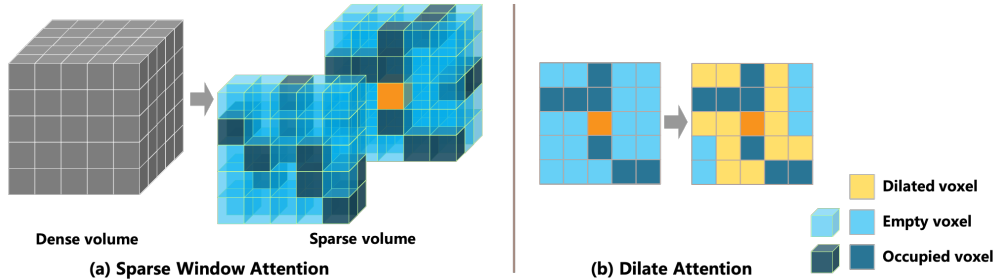 Dense volume
Sparse volume
(a) Sparse Window Attention
Dilated voxel
Empty voxel
Occupied voxel
(b) Dilate Attention